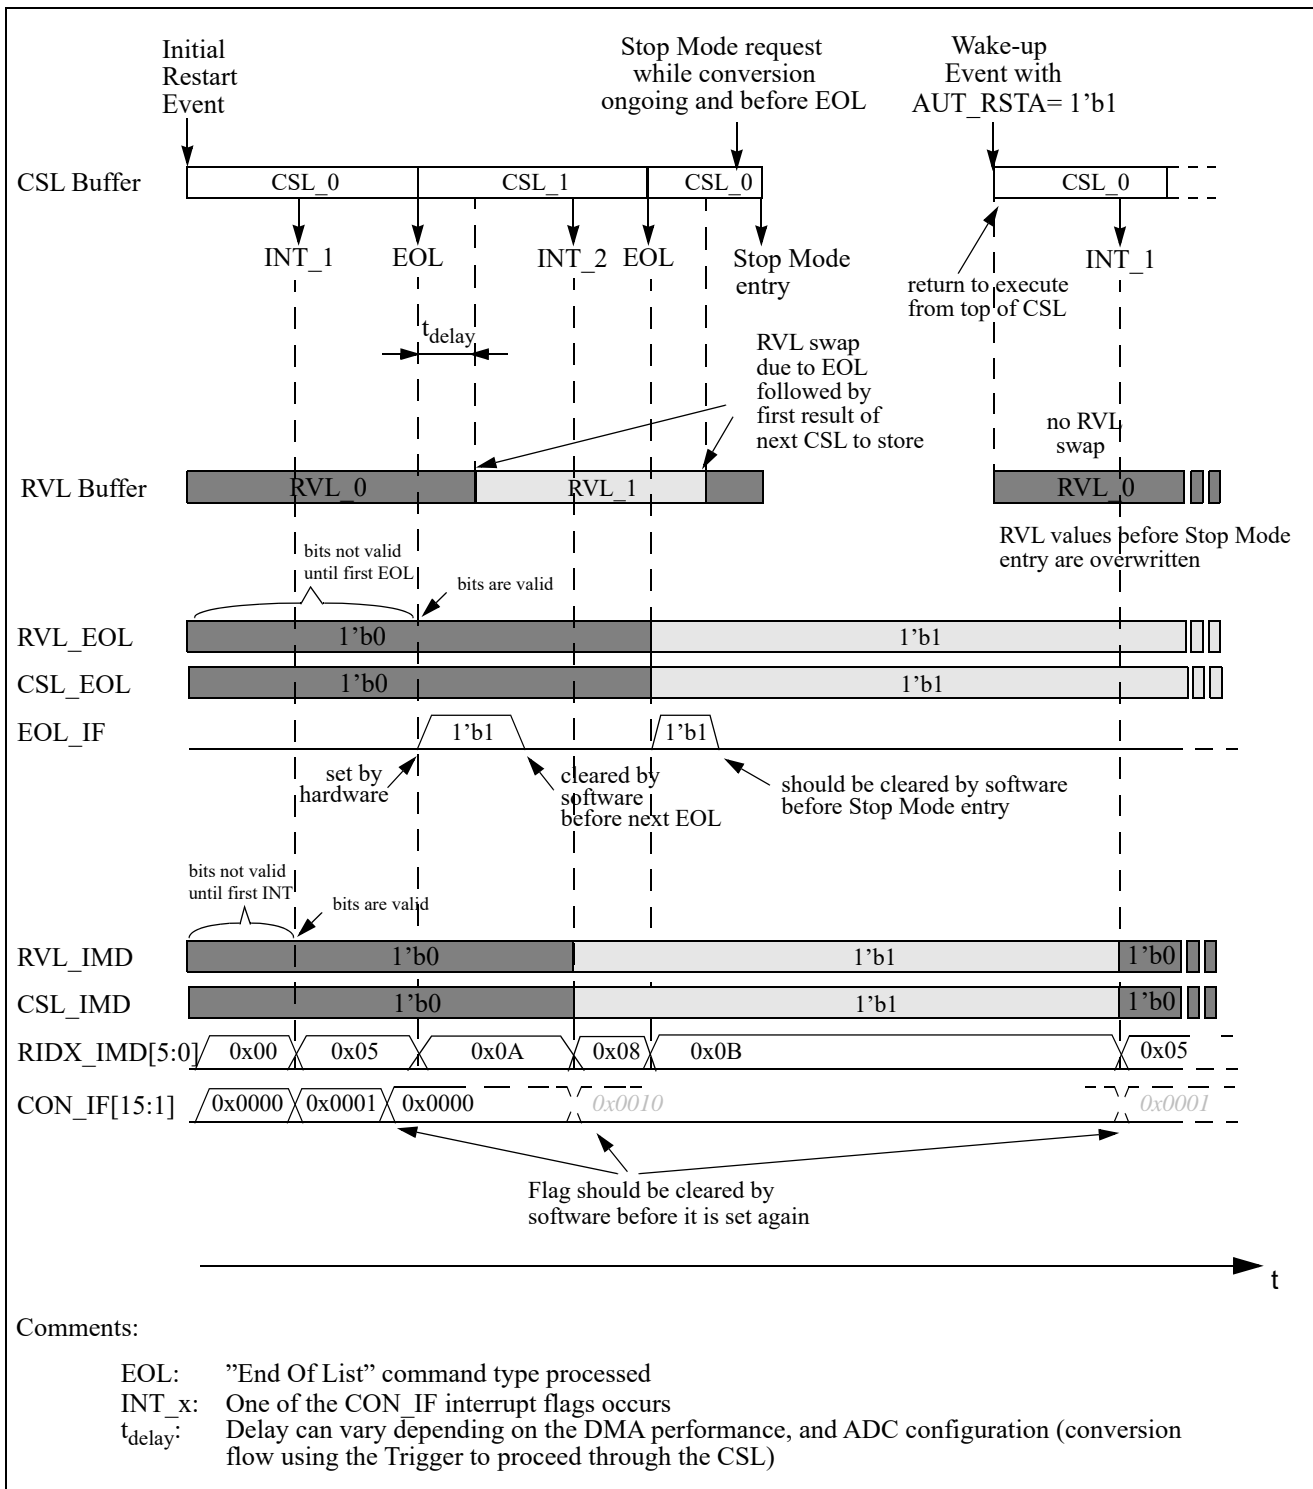 Initial
Restart
Event
Stop Mode request
while conversion
ongoing and before EOL
Wake-up
Event with
AUT_RSTA= 1’b1
CSL Buffer
CSL_0
CSL_1
CSL_0
CSL_0
INT_1
EOL
INT_2
EOL
Stop Mode
entry
INT_1
return to execute
from top of CSL
tdelay
RVL swap
due to EOL
followed by
first result of
next CSL to store
no RVL
swap
RVL Buffer
RVL_0
RVL_1
RVL_0
RVL values before Stop Mode
entry are overwritten
bits not valid
until first EOL
bits are valid
RVL_EOL
1’b0
1’b1
CSL_EOL
1’b0
1’b1
EOL_IF
1’b1
1’b1
set by
hardware
cleared by
software
before next EOL
should be cleared by software
before Stop Mode entry
bits not valid
until first INT
bits are valid
RVL_IMD
1’b0
1’b1
1’b0
CSL_IMD
1’b0
1’b1
1’b0
RIDX_IMD[5:0]
0x00
0x05
0x0A
0x08
0x0B
0x05
CON_IF[15:1]
0x0000
0x0001
0x0000
0x0010
0x0001
Flag should be cleared by
software before it is set again
t
Comments:
EOL: ”End Of List” command type processed
INT_x: One of the CON_IF interrupt flags occurs
tdelay: Delay can vary depending on the DMA performance, and ADC configuration (conversion
flow using the Trigger to proceed through the CSL)